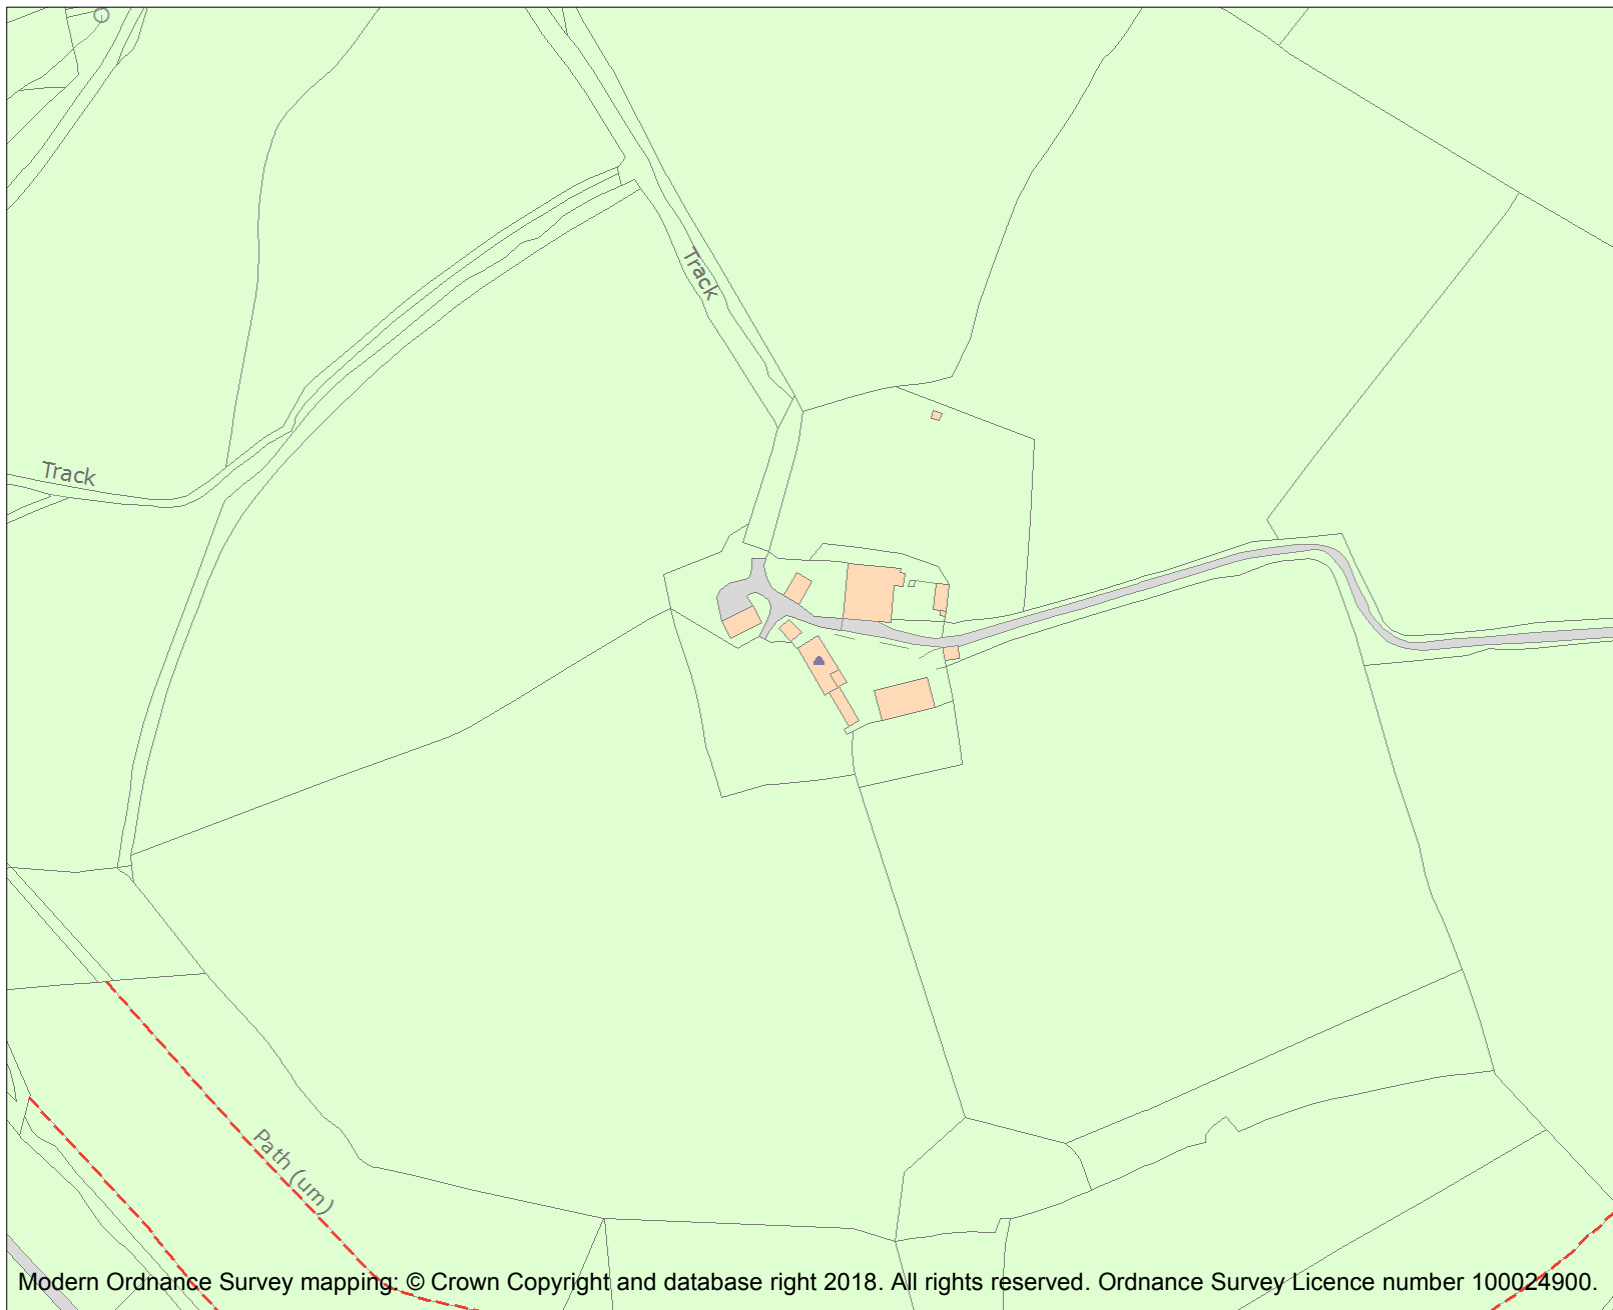 Track
Track
Path (um)
Modern Ordnance Survey mapping: © Crown Copyright and database right 2018. All rights reserved. Ordnance Survey Licence number 100024900.